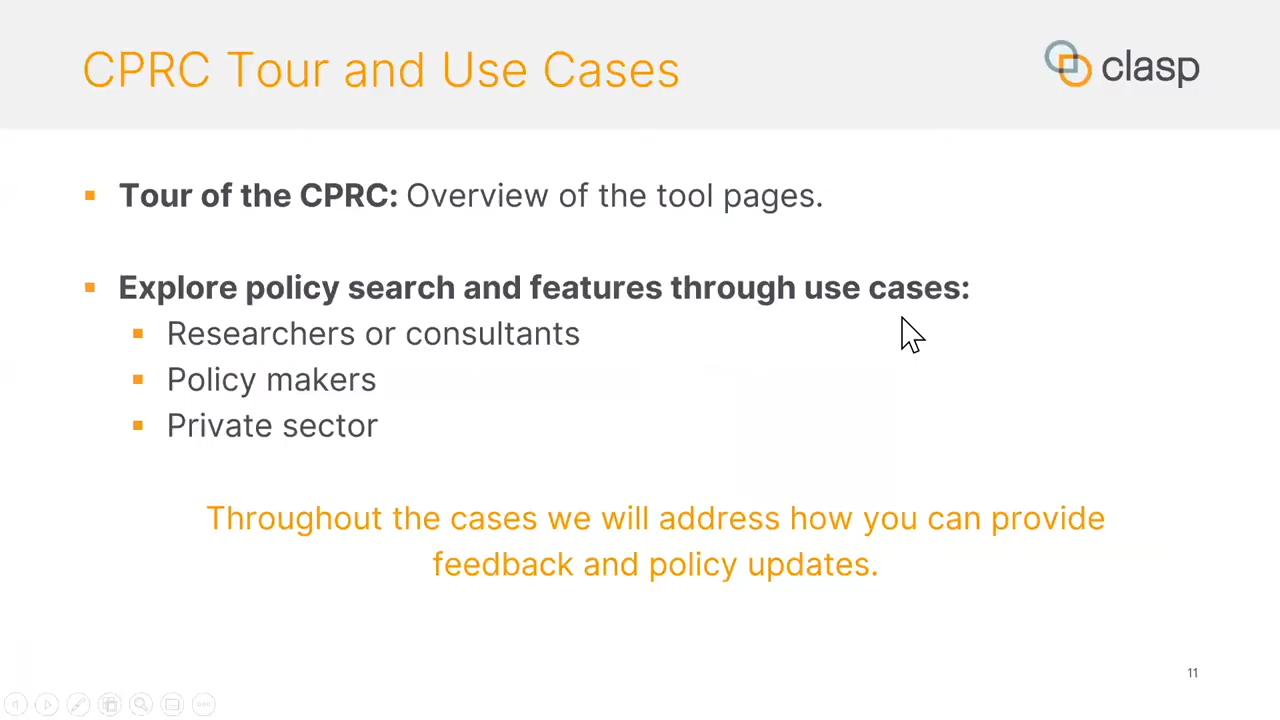 CPRC Tour and Use Cases
clasp
Tour of the CPRC: Overview of the tool pages.
Explore policy search and features through use cases:
Researchers or consultants
Policy makers
Private sector
Throughout the cases we will address how you can provide
feedback and policy updates.
11